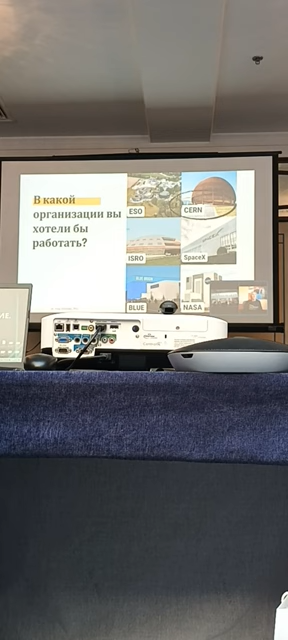 В какой
организации вы
хотели бы
работать?
ESO
CERN
ISRO
SpaceX
BLUE
NASA